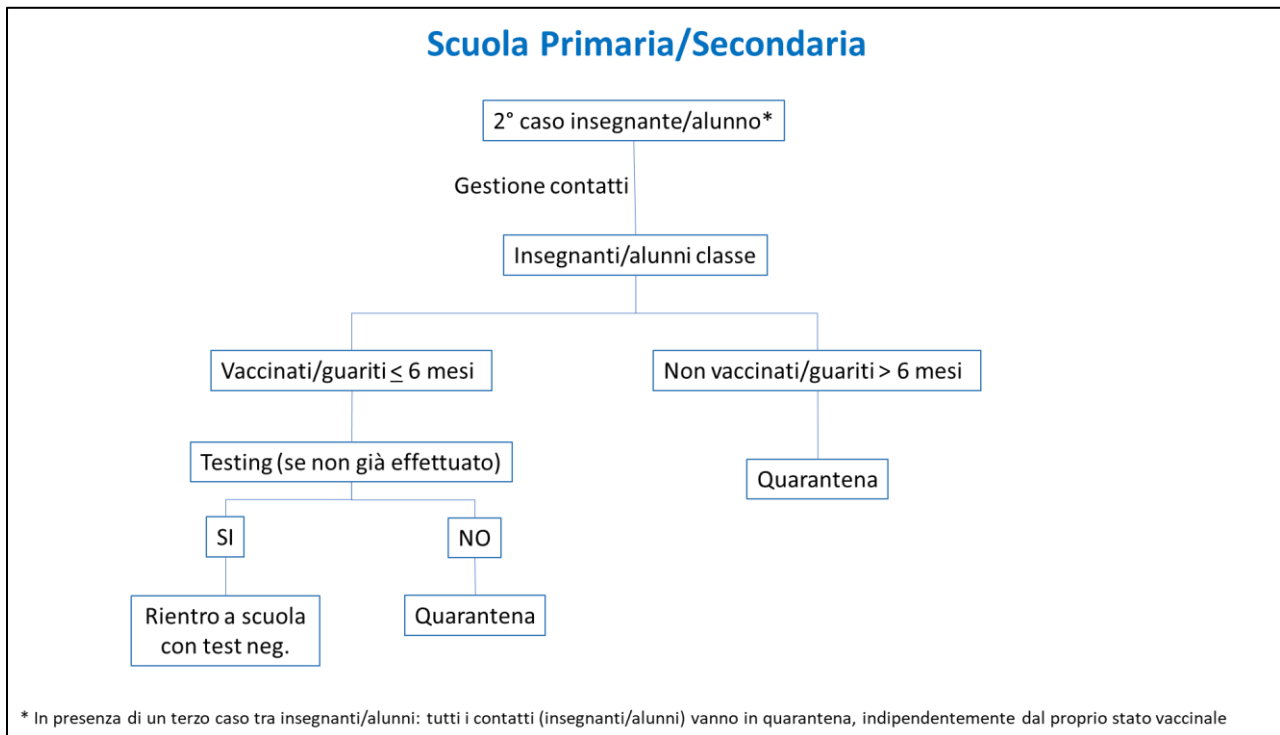 Scuola Primaria/Secondaria
2° caso insegnante/alunno*
Gestione contatti
Insegnanti/alunni classe
Vaccinati/guariti ≤ 6 mesi
Non vaccinati/guariti > 6 mesi
Testing (se non già effettuato)
Quarantena
SI
NO
Rientro a scuola
con test neg.
Quarantena
* In presenza di un terzo caso tra insegnanti/alunni: tutti i contatti (insegnanti/alunni) vanno in quarantena, indipendentemente dal proprio stato vaccinale